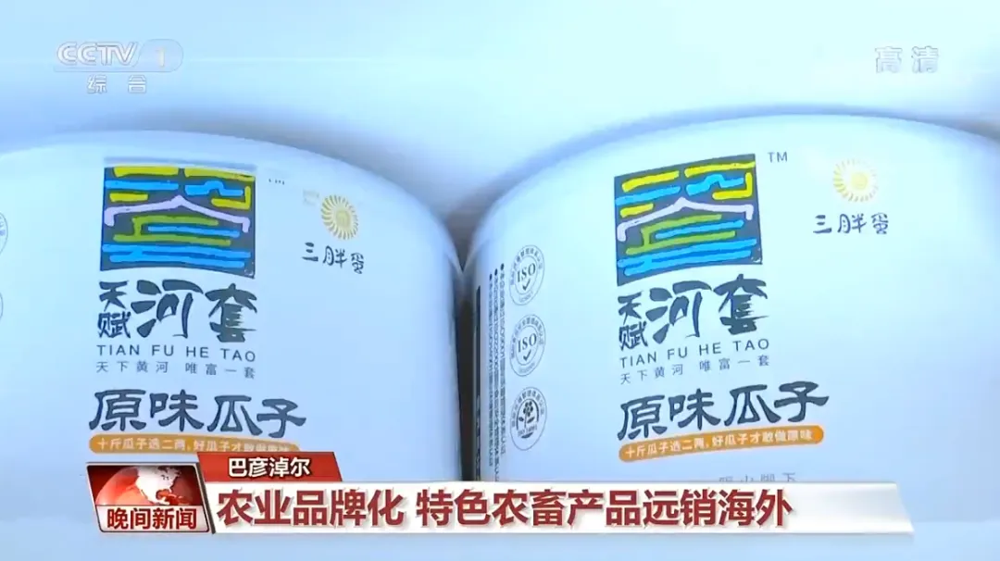 CCTV 1
综合
高清
三胖蛋
天赋河套
TIAN FU HE TAO
天下黄河 唯富一套
原味瓜子
十斤瓜子选二两,好瓜子才敢做原味
TM
三胖蛋
ISO
ISO
天赋河套
TIAN FU HE TAO
天下黄河 唯富一套
原味瓜子
十斤瓜子选二两,好瓜子才敢做原味
巴彦淖尔
晚间新闻
农业品牌化 特色农畜产品远销海外